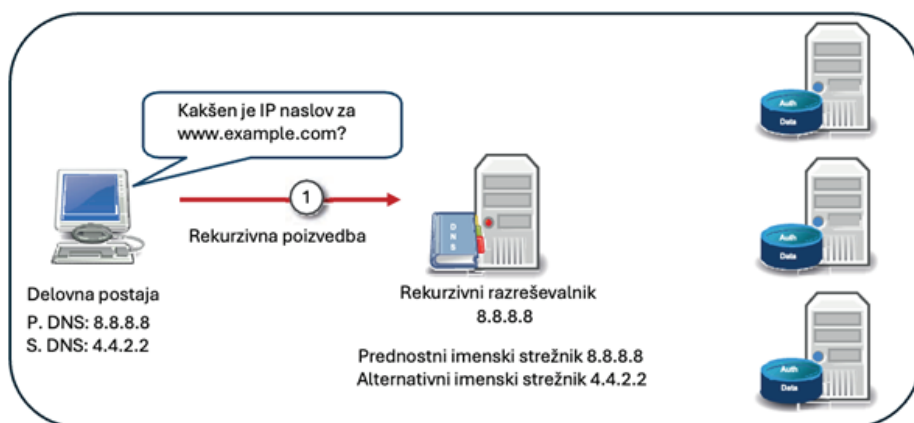 Kakšen je IP naslov za
www.example.com?
1
Rekurzivna poizvedba
Delovna postaja
P. DNS: 8.8.8.8
S. DNS: 4.4.2.2
DNS
Rekurzivni razreševalnik
8.8.8.8
Prednostni imenski strežnik 8.8.8.8
Alternativni imenski strežnik 4.4.2.2
Auth
Data
Auth
Data
Auth
Data